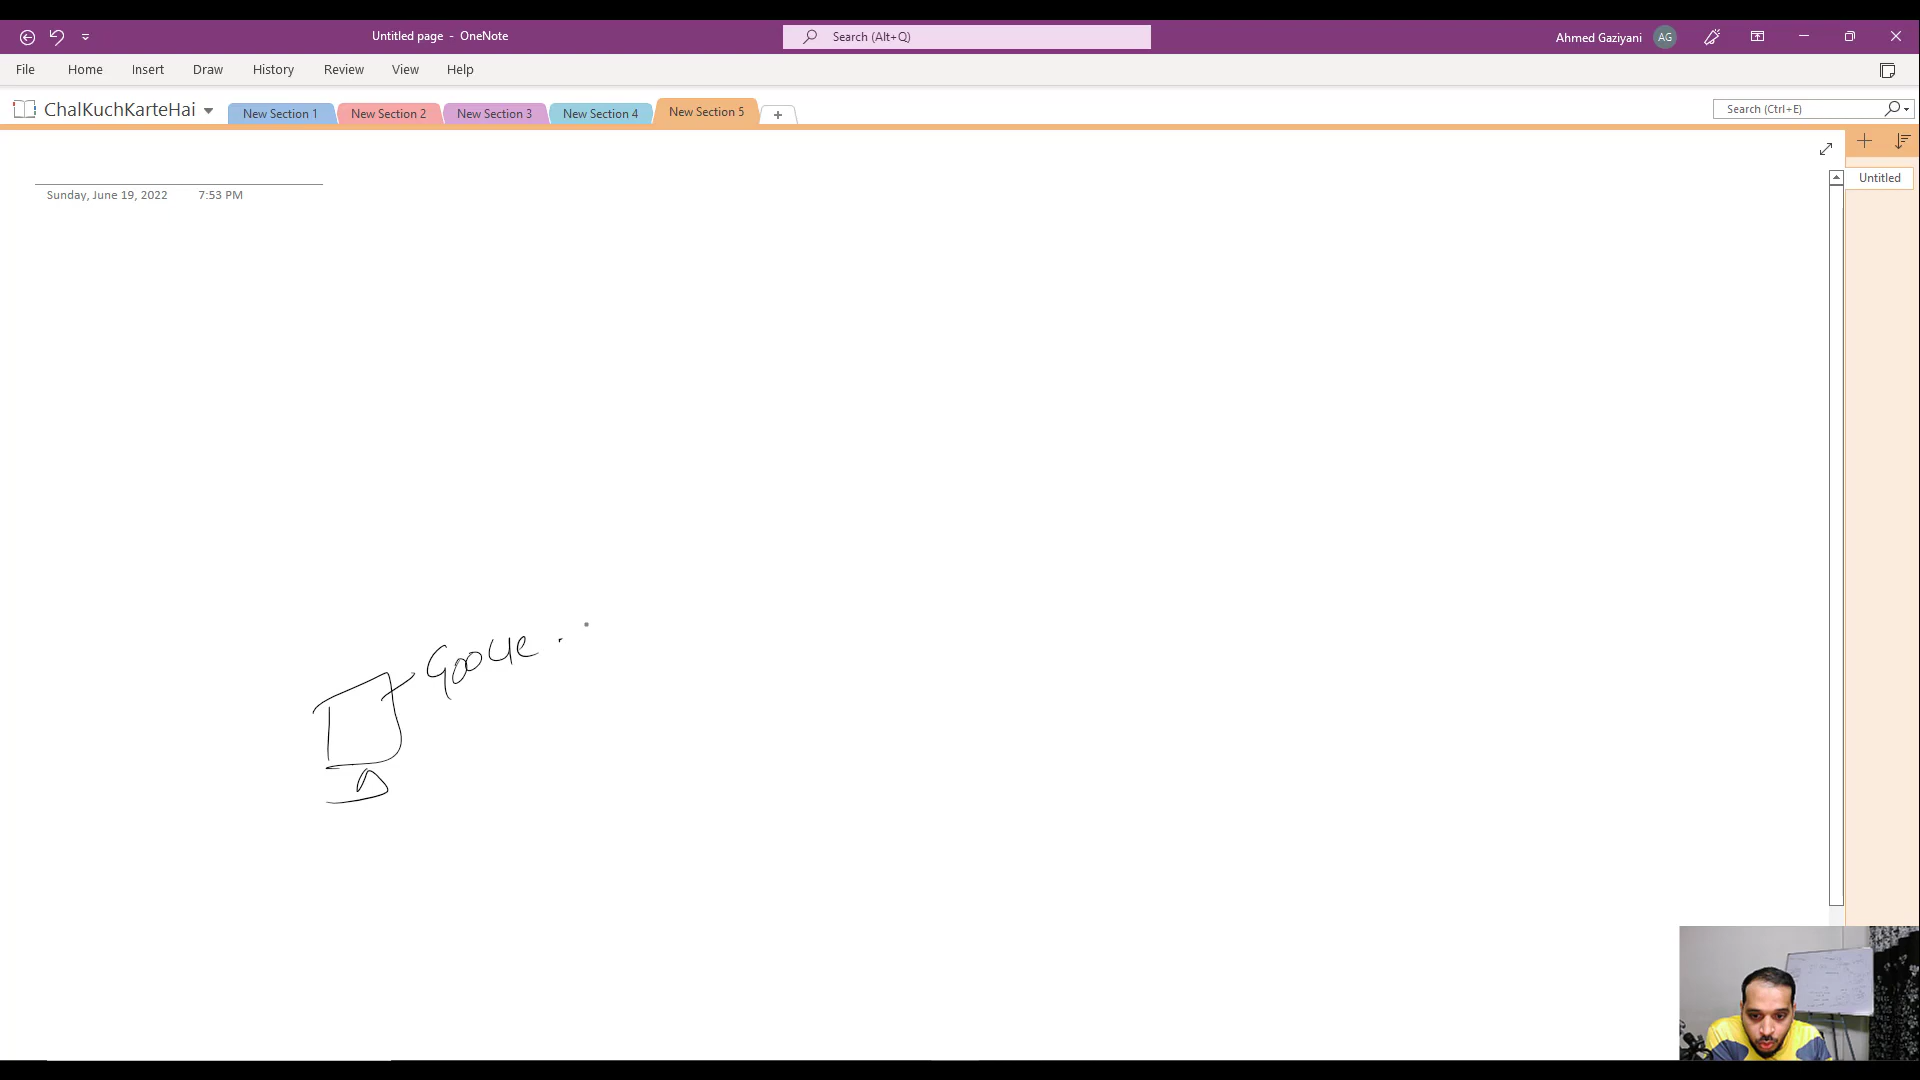 Untitled page - OneNote
Search (Alt+Q)
Ahmed Gaziyani
AG
File Home Insert Draw History Review View Help
ChalKuchKarteHai
New Section 1
New Section 2
New Section 3
New Section 4
New Section 5
Search (Ctrl+E)
Untitled
Sunday, June 19, 2022 7:53 PM